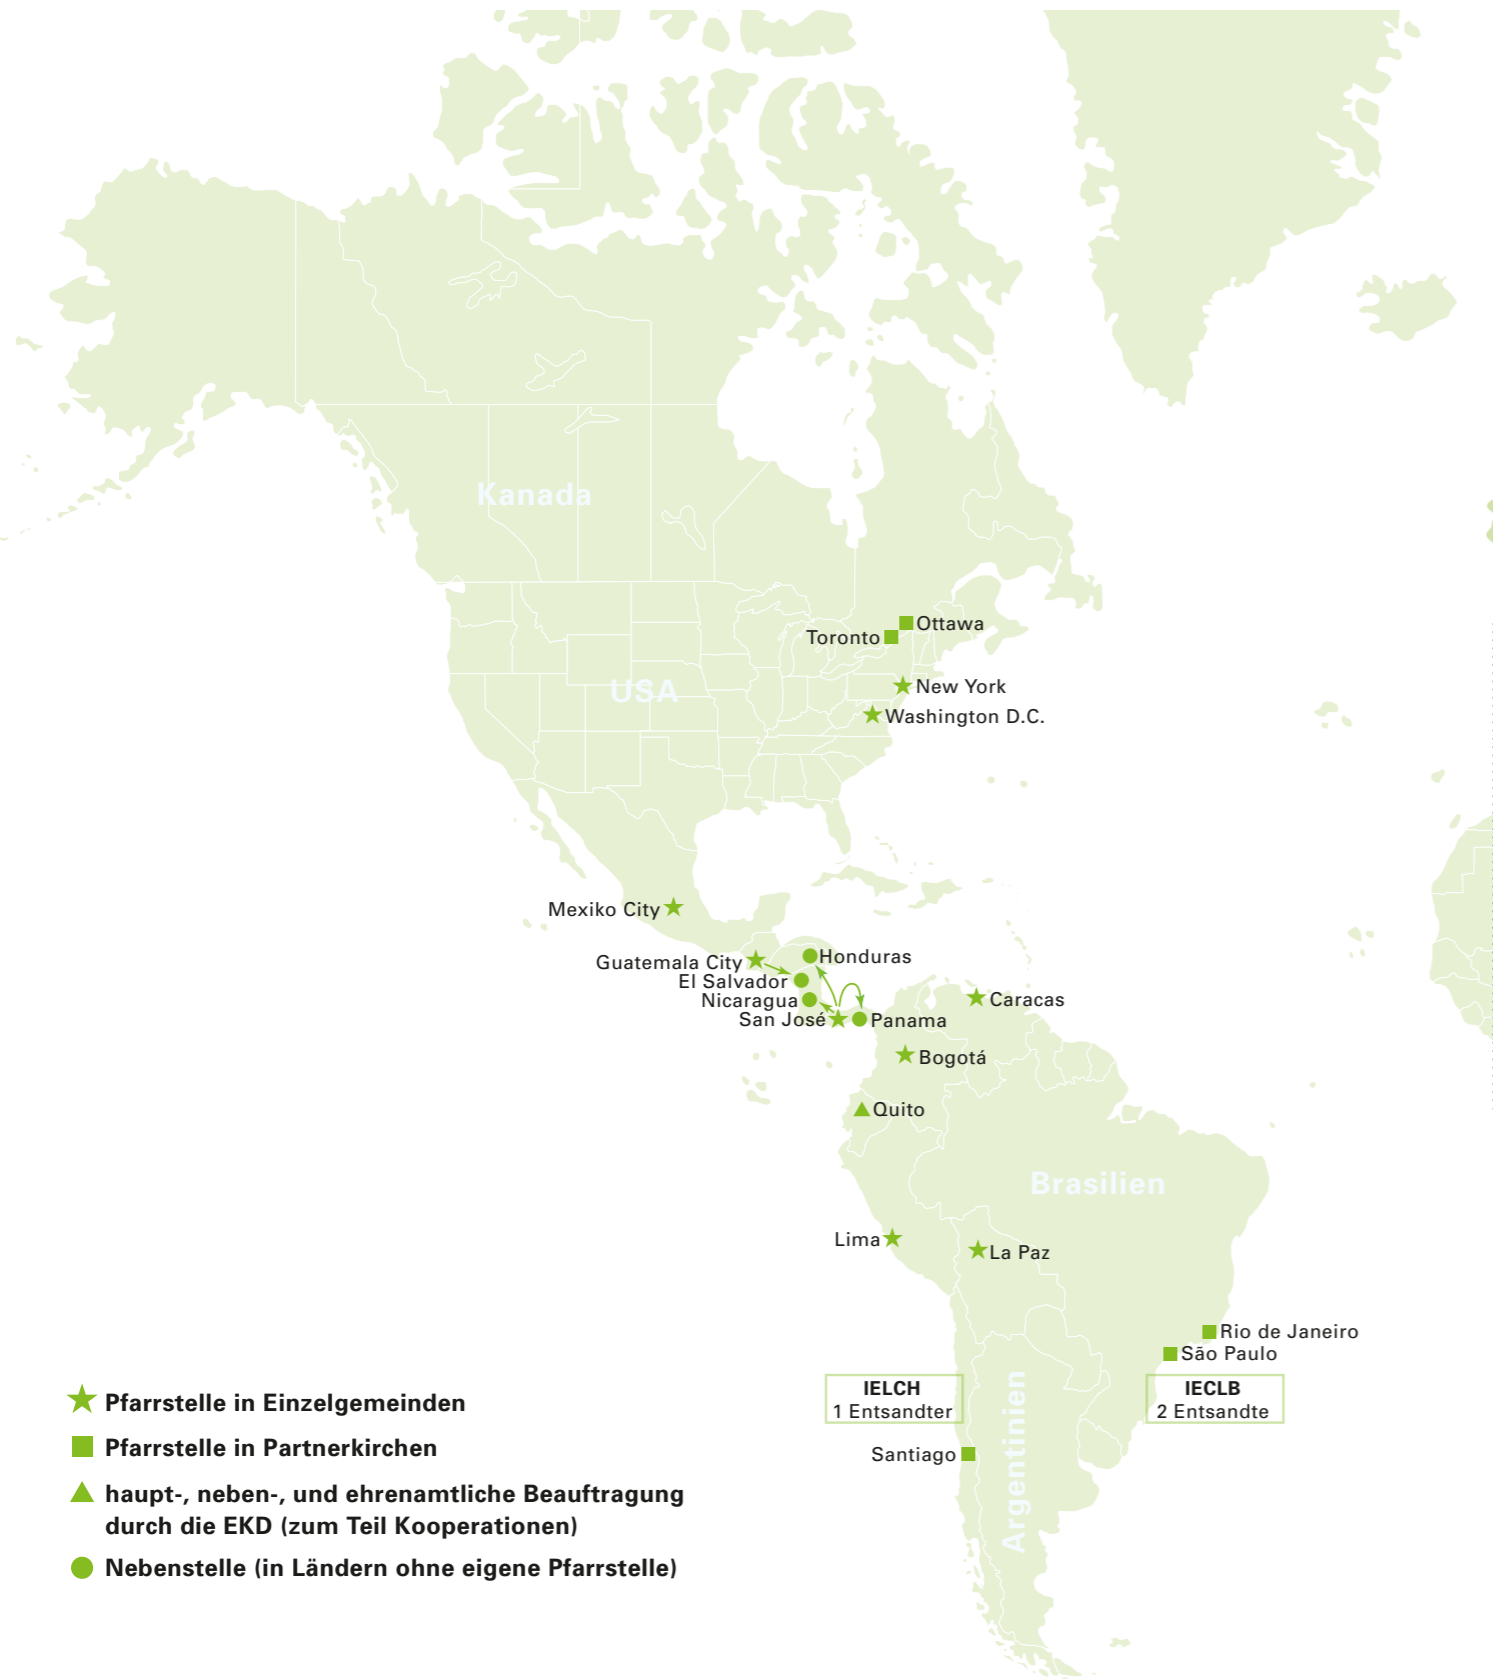 Kanada
Ottawa
Toronto
New York
USA
Washington D.C.
Mexiko City
Honduras
Guatemala City
El Salvador
Nicaragua
Caracas
San José
Panama
Bogotá
Quito
Brasilien
Lima
La Paz
Rio de Janeiro
São Paulo
IELCH
1 Entsandter
IECLB
2 Entsandte
Santiago
Argentinien
Pfarrstelle in Einzelgemeinden
Pfarrstelle in Partnerkirchen
haupt-, neben-, und ehrenamtliche Beauftragung
durch die EKD (zum Teil Kooperationen)
Nebenstelle (in Ländern ohne eigene Pfarrstelle)